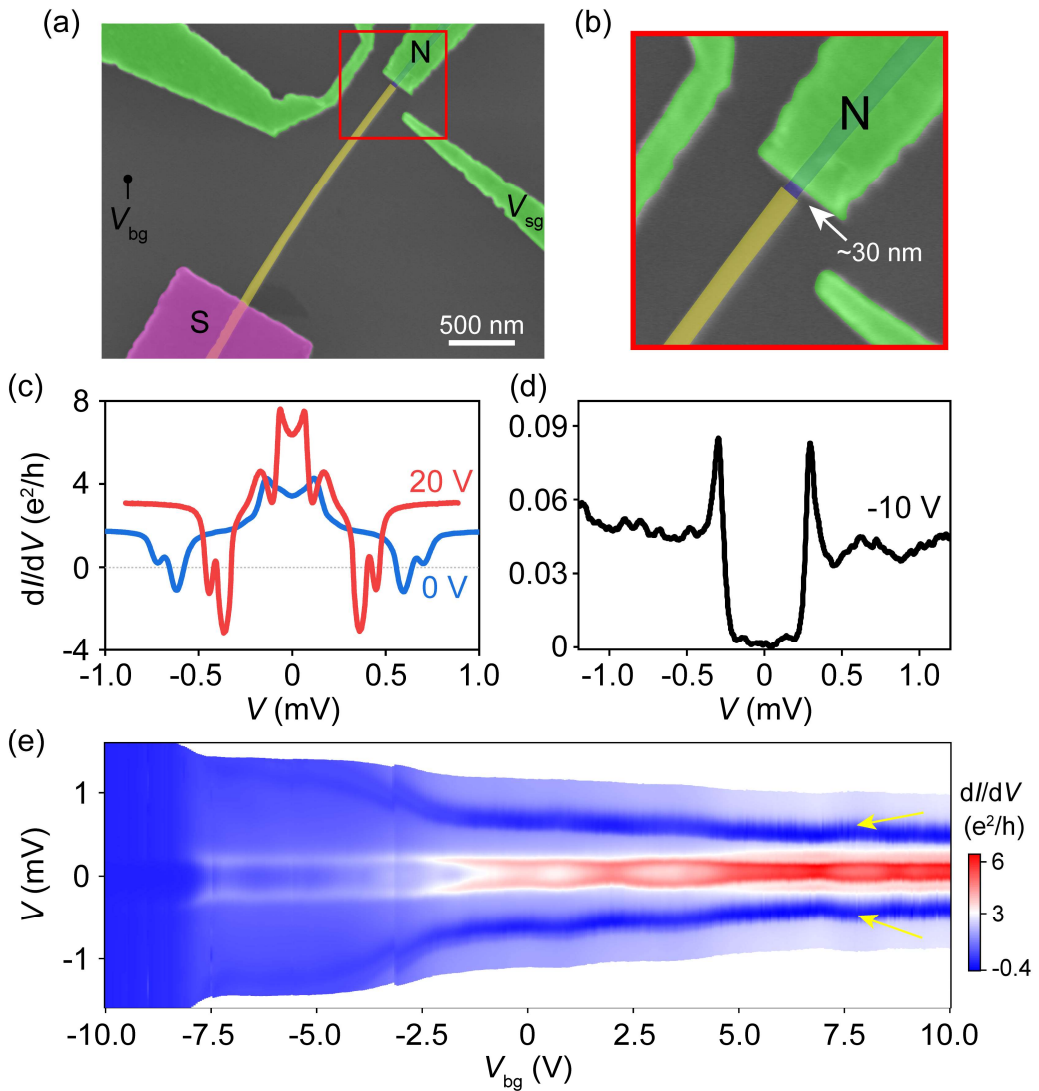 (a)
N
V_bg
V_sg
S
500 nm
(b)
N
~30 nm
(c)
8
4
0
-4
dI/dV (e²/h)
20 V
0 V
-1.0 -0.5 0 0.5 1.0
V (mV)
(d)
0.09
0.06
0.03
0
-10 V
-1.0 -0.5 0 0.5 1.0
V (mV)
(e)
1
0
-1
V (mV)
-10.0 -7.5 -5.0 -2.5 0 2.5 5.0 7.5 10.0
V_bg (V)
dI/dV
(e²/h)
6
3
-0.4